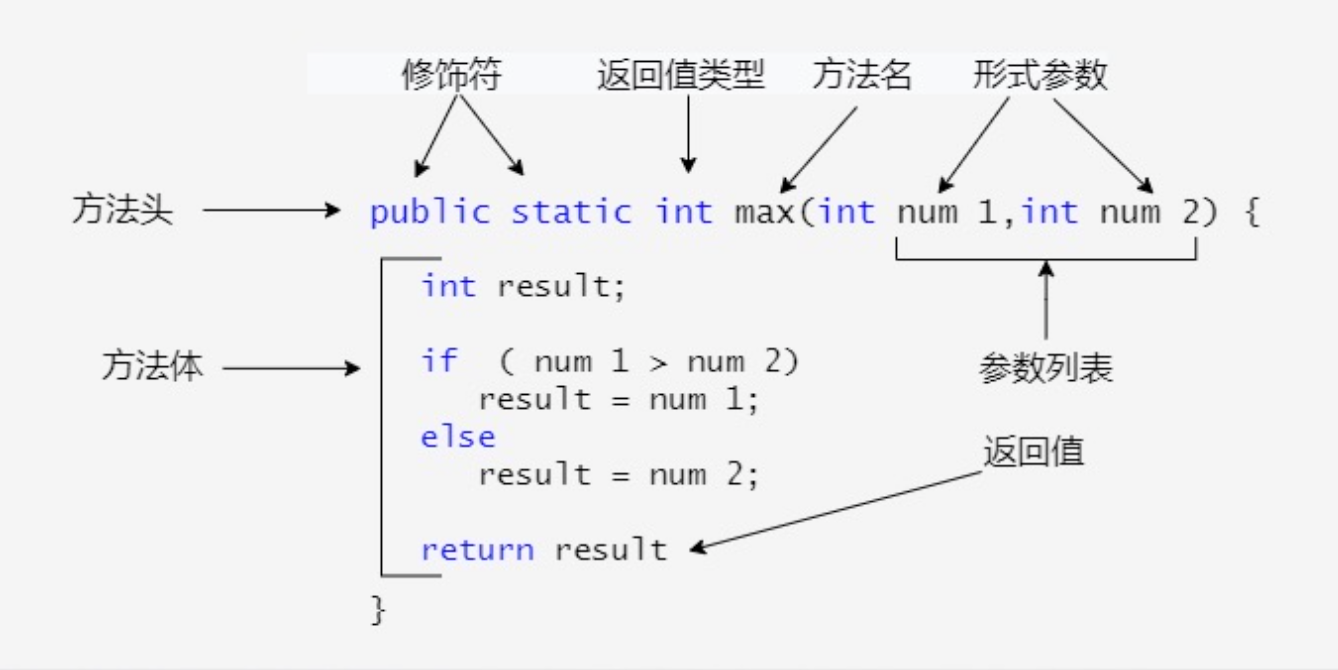 修饰符 返回值类型 方法名 形式参数
方法头 public static int max(int num 1,int num 2) {
int result;
方法体 if ( num 1 > num 2) 参数列表
result = num 1;
else
返回值
result = num 2;
return result
}